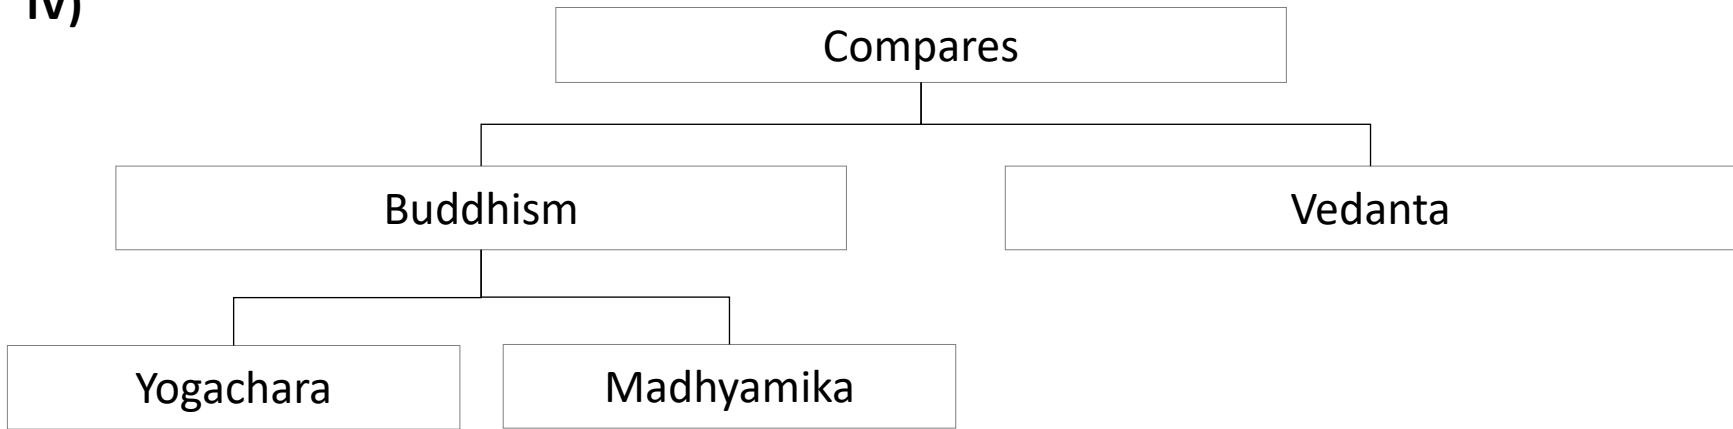 IV)
Compares
Buddhism
Vedanta
Yogachara
Madhyamika